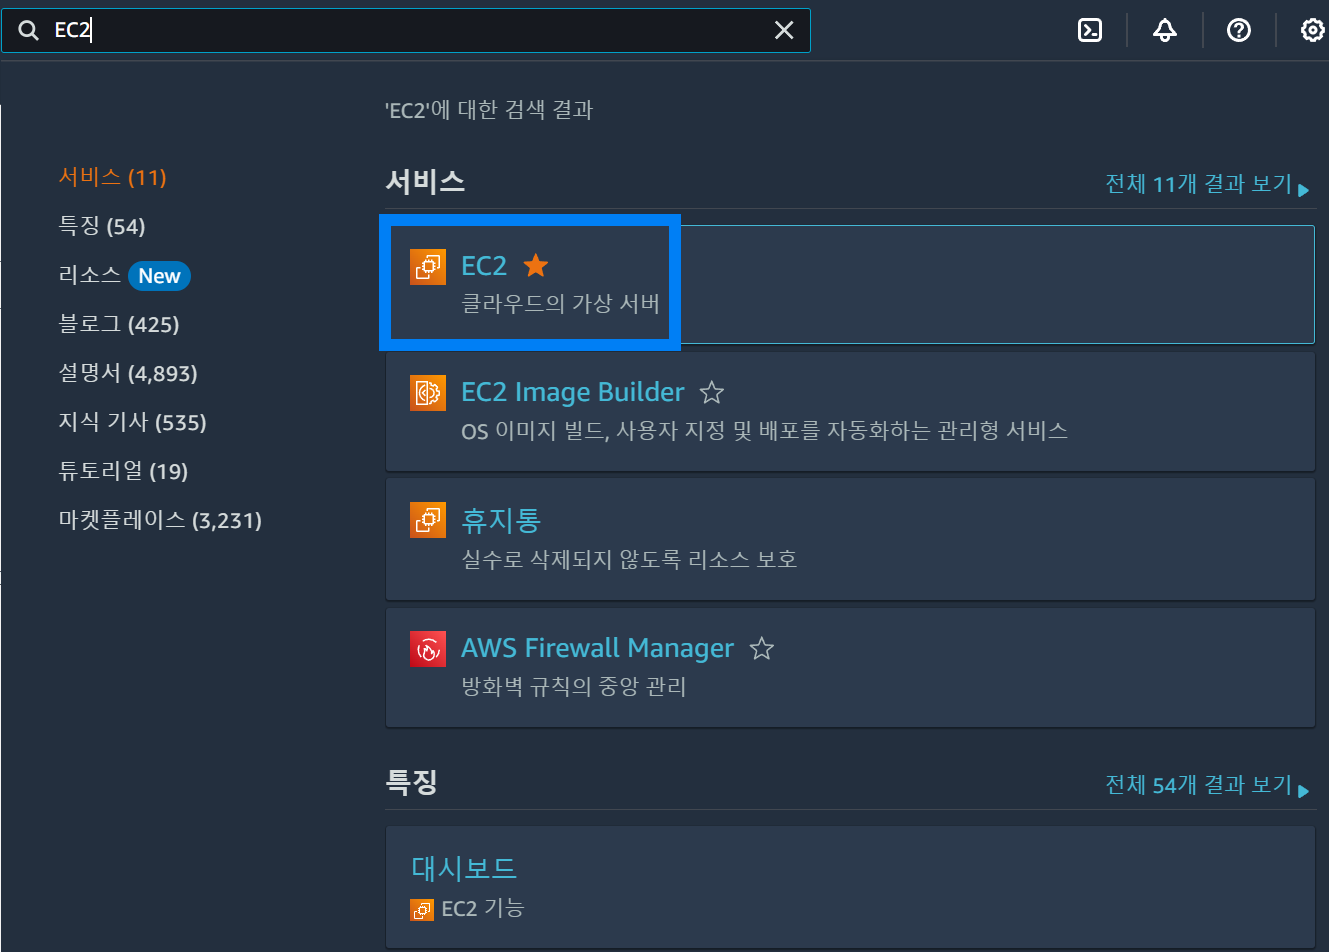 EC2
'EC2'에 대한 검색 결과
서비스 (11)
특징 (54)
리소스 New
블로그 (425)
설명서 (4,893)
지식 기사 (535)
튜토리얼 (19)
마켓플레이스 (3,231)
서비스
전체 11개 결과 보기
EC2
클라우드의 가상 서버
EC2 Image Builder
OS 이미지 빌드, 사용자 지정 및 배포를 자동화하는 관리형 서비스
휴지통
실수로 삭제되지 않도록 리소스 보호
AWS Firewall Manager
방화벽 규칙의 중앙 관리
특징
전체 54개 결과 보기
대시보드
EC2 기능